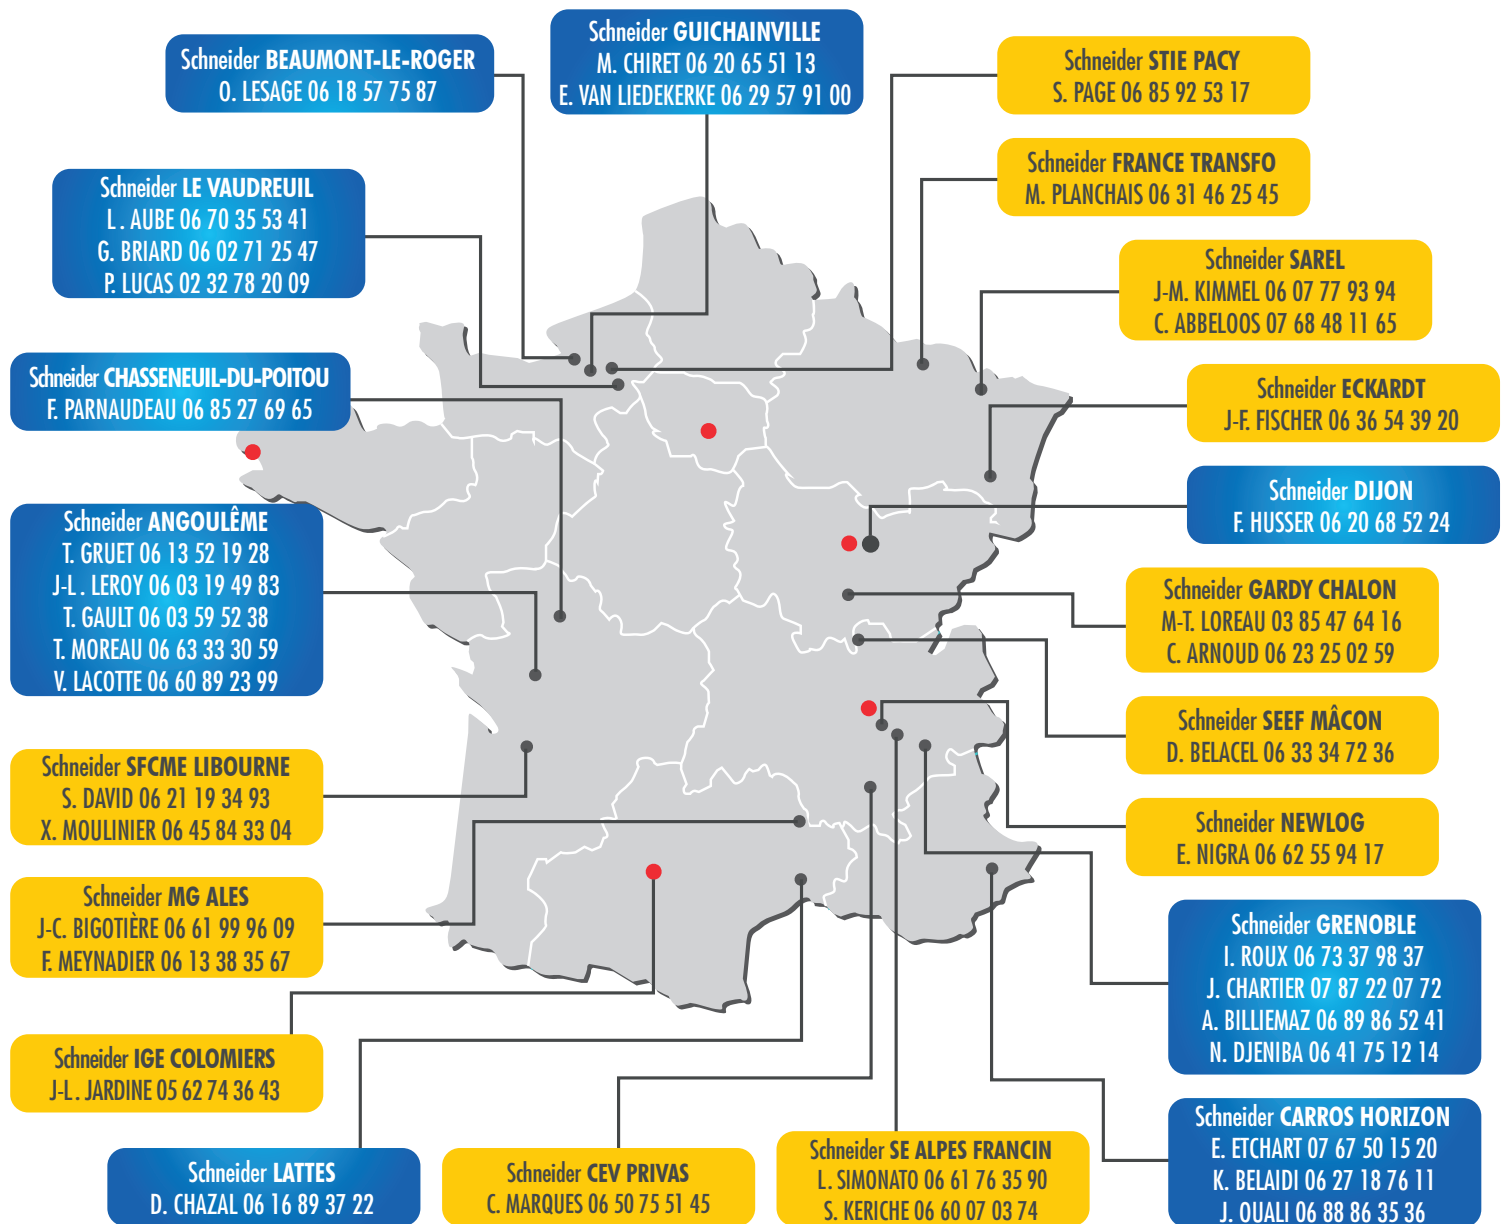 Schneider BEAUMONT-LE-ROGER
O. LESAGE 06 18 57 75 87
Schneider GUICHAINVILLE
M. CHIRET 06 20 65 51 13
E. VAN LIEDEKERKE 06 29 57 91 00
Schneider STIE PACY
S. PAGE 06 85 92 53 17
Schneider FRANCE TRANSFO
M. PLANCHAIS 06 31 46 25 45
Schneider LE VAUDREUIL
L. AUBE 06 70 35 53 41
G. BRIARD 06 02 71 25 47
P. LUCAS 02 32 78 20 09
Schneider SAREL
J-M. KIMMEL 06 07 77 93 94
C. ABBELOOS 07 68 48 11 65
Schneider CHASSENEUIL-DU-POITOU
F. PARNAUDEAU 06 85 27 69 65
Schneider ECKARDT
J-F. FISCHER 06 36 54 39 20
Schneider DIJON
F. HUSSER 06 20 68 52 24
Schneider ANGOULÊME
T. GRUET 06 13 52 19 28
J-L. LEROY 06 03 19 49 83
T. GAULT 06 03 59 52 38
T. MOREAU 06 63 33 30 59
V. LACOTTE 06 60 89 23 99
Schneider GARDY CHALON
M-T. LOREAU 03 85 47 64 16
C. ARNOUD 06 23 25 02 59
Schneider SEEF MÂCON
D. BELACEL 06 33 34 72 36
Schneider SFCME LIBOURNE
S. DAVID 06 21 19 34 93
X. MOULINIER 06 45 84 33 04
Schneider NEWLOG
E. NIGRA 06 62 55 94 17
Schneider MG ALES
J-C. BIGOTIÈRE 06 61 99 96 09
F. MEYNADIER 06 13 38 35 67
Schneider GRENOBLE
I. ROUX 06 73 37 98 37
J. CHARTIER 07 87 22 07 72
A. BILLIEMAZ 06 89 86 52 41
N. DJENIBA 06 41 75 12 14
Schneider IGE COLOMIERS
J-L. JARDINE 05 62 74 36 43
Schneider CARROS HORIZON
E. ETCHART 07 67 50 15 20
K. BELAIDI 06 27 18 76 11
J. OUALI 06 88 86 35 36
Schneider LATTES
D. CHAZAL 06 16 89 37 22
Schneider CEV PRIVAS
C. MARQUES 06 50 75 51 45
Schneider SE ALPES FRANCIN
L. SIMONATO 06 61 76 35 90
S. KERICHE 06 60 07 03 74